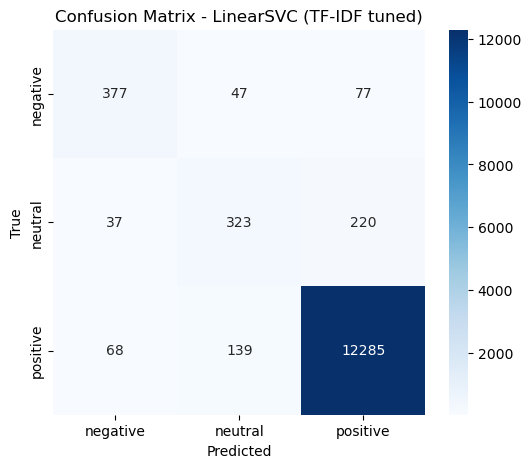 Confusion Matrix - LinearSVC (TF-IDF tuned)
negative 377 47 77
neutral 37 323 220
positive 68 139 12285
negative neutral positive
Predicted
True
12000
10000
8000
6000
4000
2000